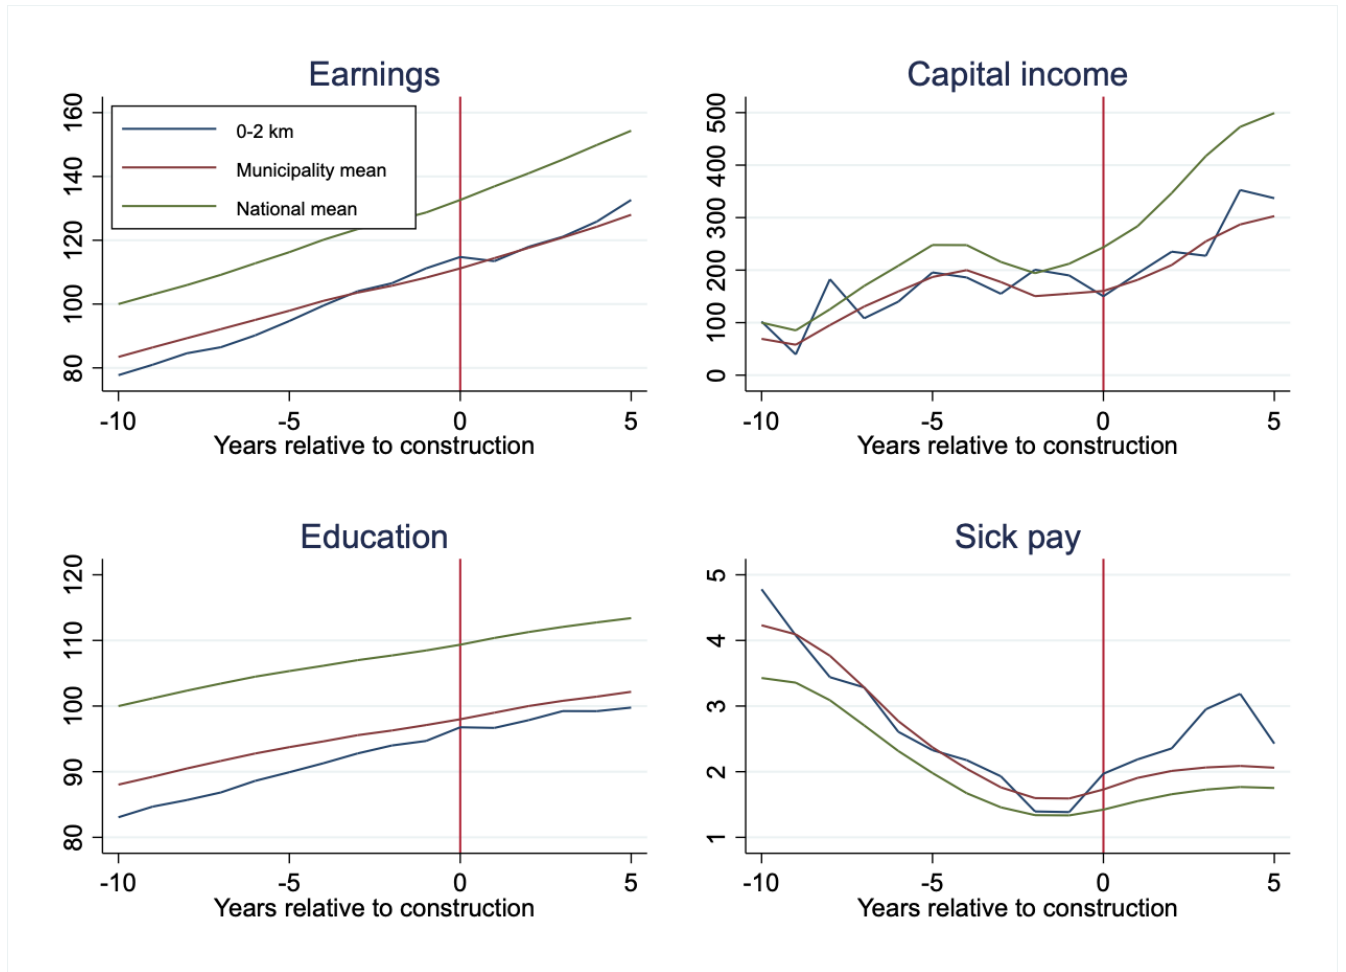 Earnings
160
140
120
100
80
0-2 km
Municipality mean
National mean
-10 -5 0 5
Years relative to construction
Capital income
500
400
300
200
100
0
-10 -5 0 5
Years relative to construction
Education
120
110
100
90
80
-10 -5 0 5
Years relative to construction
Sick pay
5
4
3
2
1
-10 -5 0 5
Years relative to construction